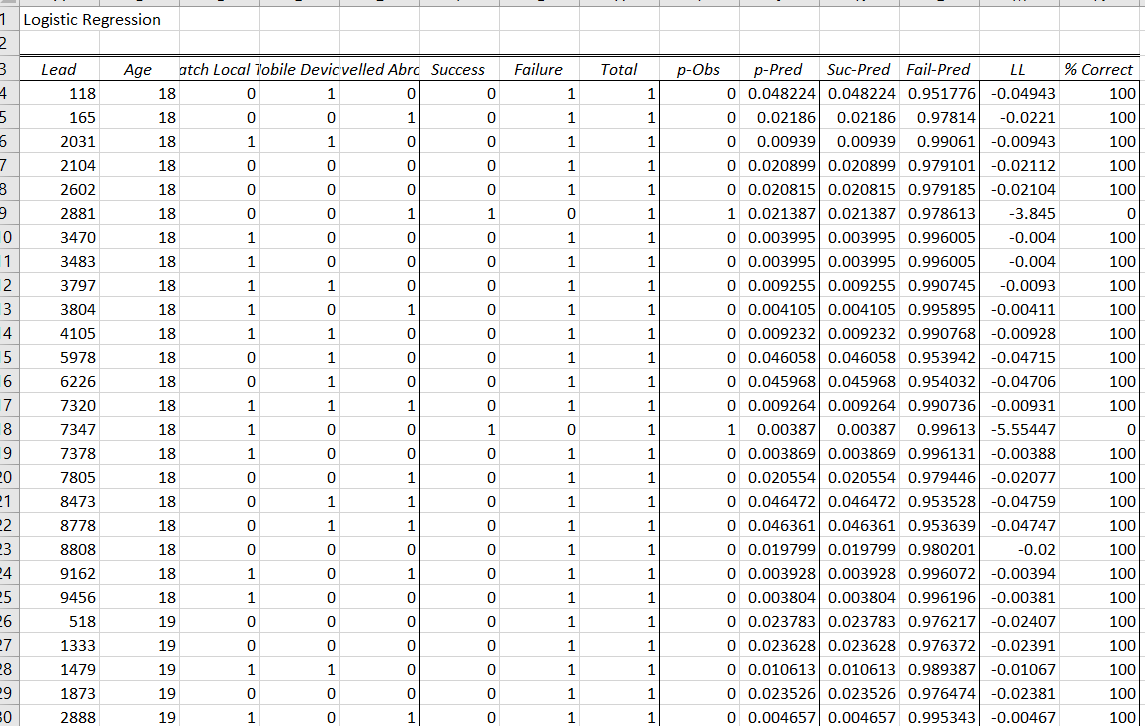 1 Logistic Regression
2
3 Lead Age atch Local T obile Devic velled Abro Success Failure Total p-Obs p-Pred Suc-Pred Fail-Pred LL % Correct
4 118 18 0 1 0 0 1 1 0 0.048224 0.048224 0.951776 -0.04943 100
5 165 18 0 0 1 0 1 1 0 0.02186 0.02186 0.97814 -0.0221 100
6 2031 18 1 1 0 0 1 1 0 0.00939 0.00939 0.99061 -0.00943 100
7 2104 18 0 0 0 0 1 1 0 0.020899 0.020899 0.979101 -0.02112 100
8 2602 18 0 0 0 0 1 1 0 0.020815 0.020815 0.979185 -0.02104 100
9 2881 18 0 0 1 1 0 1 1 0.021387 0.021387 0.978613 -3.845 0
0 3470 18 1 0 0 0 1 1 0 0.003995 0.003995 0.996005 -0.004 100
1 3483 18 1 0 0 0 1 1 0 0.003995 0.003995 0.996005 -0.004 100
2 3797 18 1 1 0 0 1 1 0 0.009255 0.009255 0.990745 -0.0093 100
3 3804 18 1 0 1 0 1 1 0 0.004105 0.004105 0.995895 -0.00411 100
4 4105 18 1 1 0 0 1 1 0 0.009232 0.009232 0.990768 -0.00928 100
5 5978 18 0 1 0 0 1 1 0 0.046058 0.046058 0.953942 -0.04715 100
6 6226 18 0 1 0 0 1 1 0 0.045968 0.045968 0.954032 -0.04706 100
7 7320 18 1 1 1 0 1 1 0 0.009264 0.009264 0.990736 -0.00931 100
8 7347 18 1 0 0 1 0 1 1 0.00387 0.00387 0.99613 -5.55447 0
9 7378 18 1 0 0 0 1 1 0 0.003869 0.003869 0.996131 -0.00388 100
20 7805 18 0 0 1 0 1 1 0 0.020554 0.020554 0.979446 -0.02077 100
21 8473 18 0 1 1 0 1 1 0 0.046472 0.046472 0.953528 -0.04759 100
22 8778 18 0 1 1 0 1 1 0 0.046361 0.046361 0.953639 -0.04747 100
23 8808 18 0 0 0 0 1 1 0 0.019799 0.019799 0.980201 -0.02 100
24 9162 18 1 0 1 0 1 1 0 0.003928 0.003928 0.996072 -0.00394 100
25 9456 18 1 0 0 0 1 1 0 0.003804 0.003804 0.996196 -0.00381 100
26 518 19 0 0 0 0 1 1 0 0.023783 0.023783 0.976217 -0.02407 100
27 1333 19 0 0 0 0 1 1 0 0.023628 0.023628 0.976372 -0.02391 100
28 1479 19 1 1 0 0 1 1 0 0.010613 0.010613 0.989387 -0.01067 100
29 1873 19 0 0 0 0 1 1 0 0.023526 0.023526 0.976474 -0.02381 100
30 2888 19 1 0 1 0 1 1 0 0.004657 0.004657 0.995343 -0.00467 100